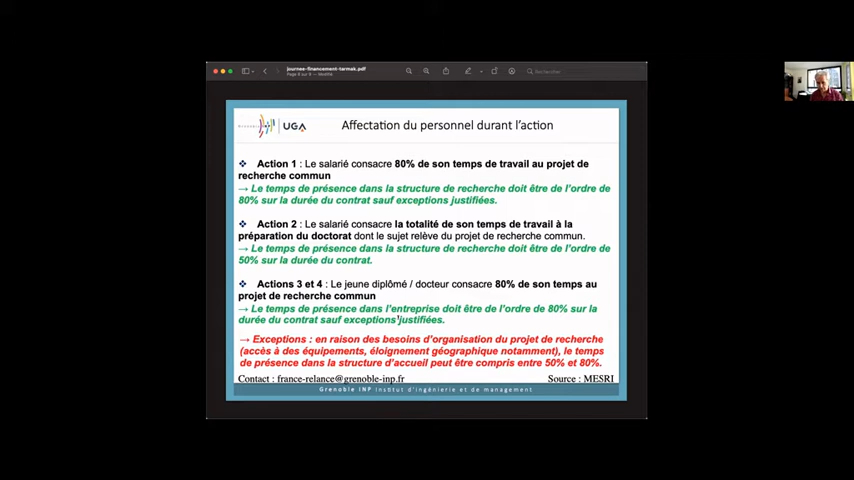 journee-financement-tarmak.pdf
Rechercher
UGA
Affectation du personnel durant l'action
❖ Action 1 : Le salarié consacre 80% de son temps de travail au projet de
recherche commun
→ Le temps de présence dans la structure de recherche doit être de l'ordre de
80% sur la durée du contrat sauf exceptions justifiées.
❖ Action 2 : Le salarié consacre la totalité de son temps de travail à la
préparation du doctorat dont le sujet relève du projet de recherche commun.
→ Le temps de présence dans la structure de recherche doit être de l'ordre de
50% sur la durée du contrat.
❖ Actions 3 et 4 : Le jeune diplômé / docteur consacre 80% de son temps au
projet de recherche commun
→ Le temps de présence dans l'entreprise doit être de l'ordre de 80% sur la
durée du contrat sauf exceptions justifiées.
→ Exceptions : en raison des besoins d'organisation du projet de recherche
(accès à des équipements, éloignement géographique notamment), le temps
de présence dans la structure d'accueil peut être compris entre 50% et 80%.
Contact : france-relance@grenoble-inp.fr Source : MESRI
Grenoble INP Institut d'ingénierie et de management